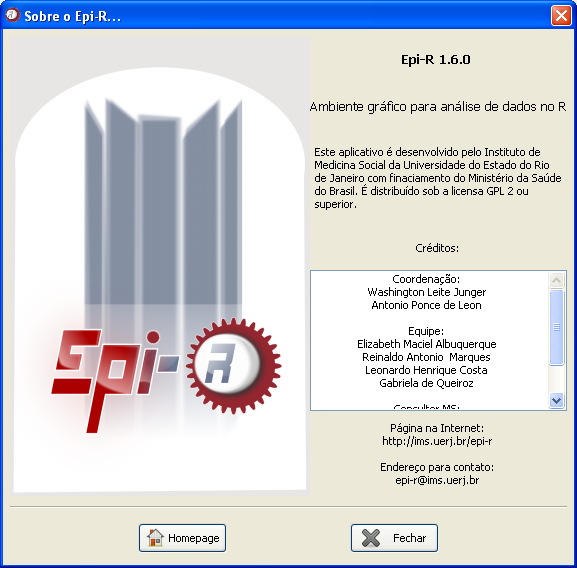 Sobre o Epi-R...
Epi-R 1.6.0
Ambiente gráfico para análise de dados no R
Este aplicativo é desenvolvido pelo Instituto de
Medicina Social da Universidade do Estado do Rio
de Janeiro com finaciamento do Ministério da Saúde
do Brasil. É distribuído sob a licensa GPL 2 ou
superior.
Créditos:
Coordenação:
Washington Leite Junger
Antonio Ponce de Leon
Equipe:
Elizabeth Maciel Albuquerque
Reinaldo Antonio Marques
Leonardo Henrique Costa
Gabriela de Queiroz
Consultor MS:
epi-R
Página na Internet:
http://ims.uerj.br/epi-r
Endereço para contato:
epi-r@ims.uerj.br
Homepage
Fechar